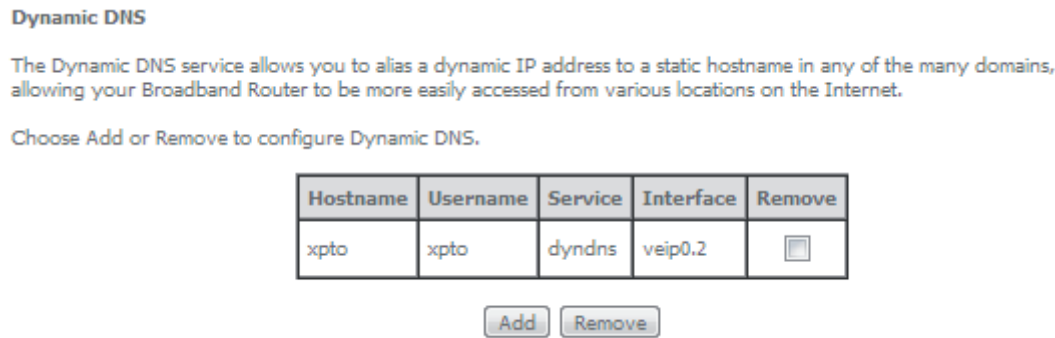 Dynamic DNS
The Dynamic DNS service allows you to alias a dynamic IP address to a static hostname in any of the many domains,
allowing your Broadband Router to be more easily accessed from various locations on the Internet.
Choose Add or Remove to configure Dynamic DNS.
Hostname Username Service Interface Remove
xpto xpto dyndns veip0.2
Add Remove